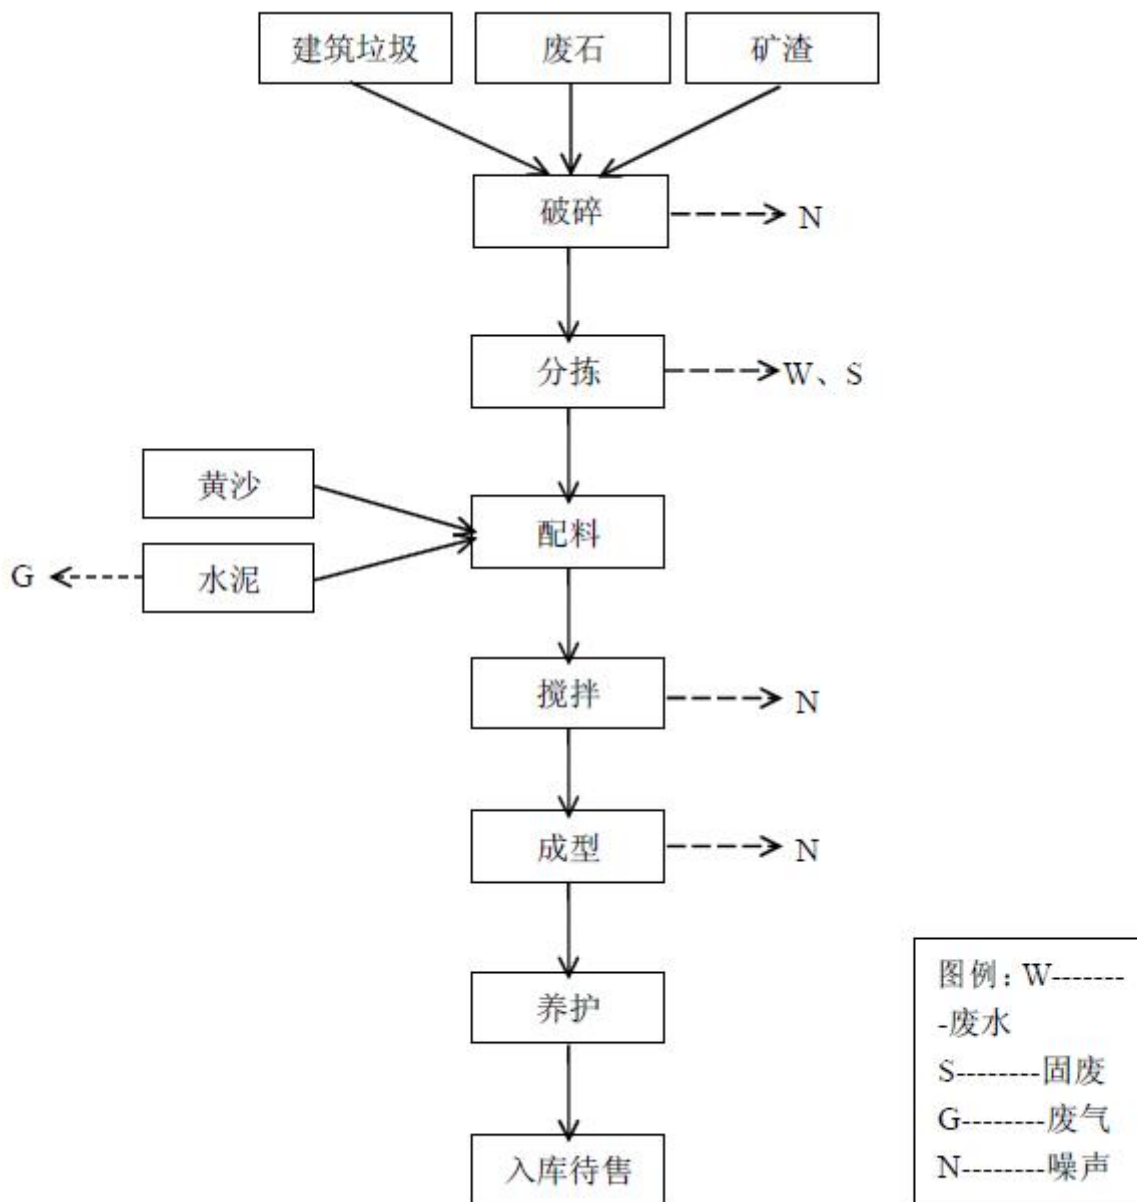 建筑垃圾
废石
矿渣
破碎
N
分拣
W、S
黄沙
配料
G
水泥
搅拌
N
成型
N
养护
入库待售
图例：W-------
-废水
S--------固废
G--------废气
N--------噪声